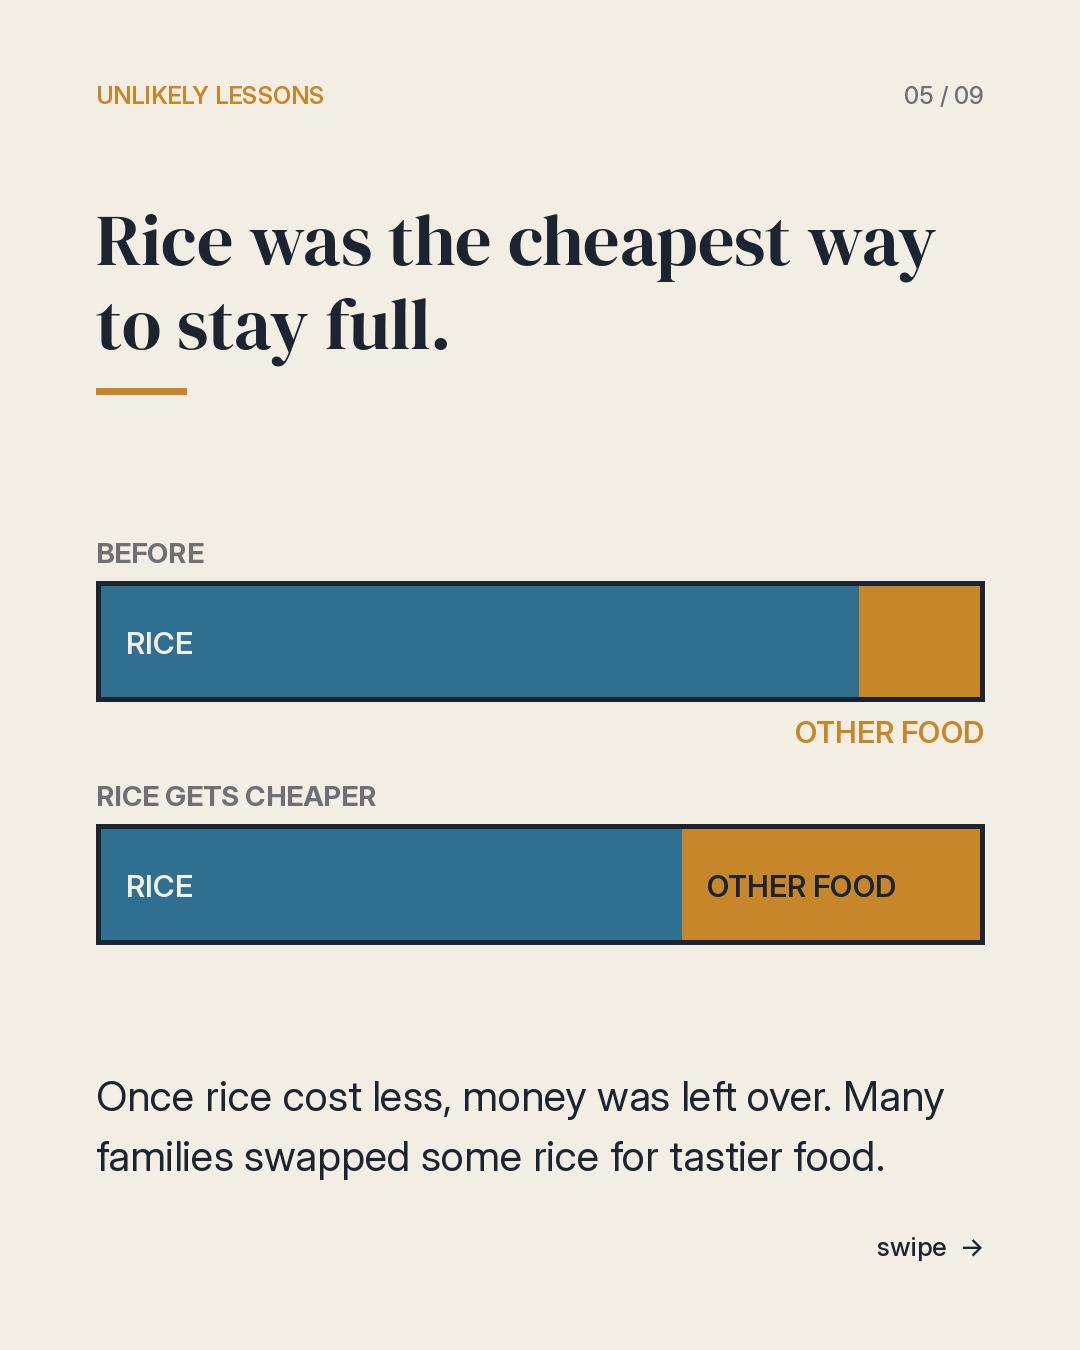 UNLIKELY LESSONS
05 / 09
Rice was the cheapest way
to stay full.
BEFORE
RICE
OTHER FOOD
RICE GETS CHEAPER
RICE
OTHER FOOD
Once rice cost less, money was left over. Many
families swapped some rice for tastier food.
swipe →